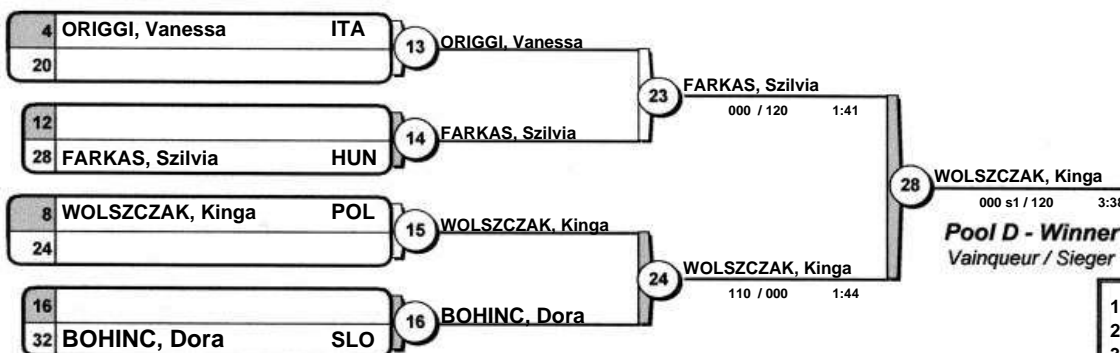 4 ORIGGI, Vanessa ITA
20
13 ORIGGI, Vanessa
23 FARKAS, Szilvia
000 / 120 1:41
12
28 FARKAS, Szilvia HUN
14 FARKAS, Szilvia
28 WOLSZCZAK, Kinga
000 s1 / 120 3:38
Pool D - Winner
Vainqueur / Sieger
8 WOLSZCZAK, Kinga POL
24
15 WOLSZCZAK, Kinga
24 WOLSZCZAK, Kinga
110 / 000 1:44
16
32 BOHINC, Dora SLO
16 BOHINC, Dora
1
2